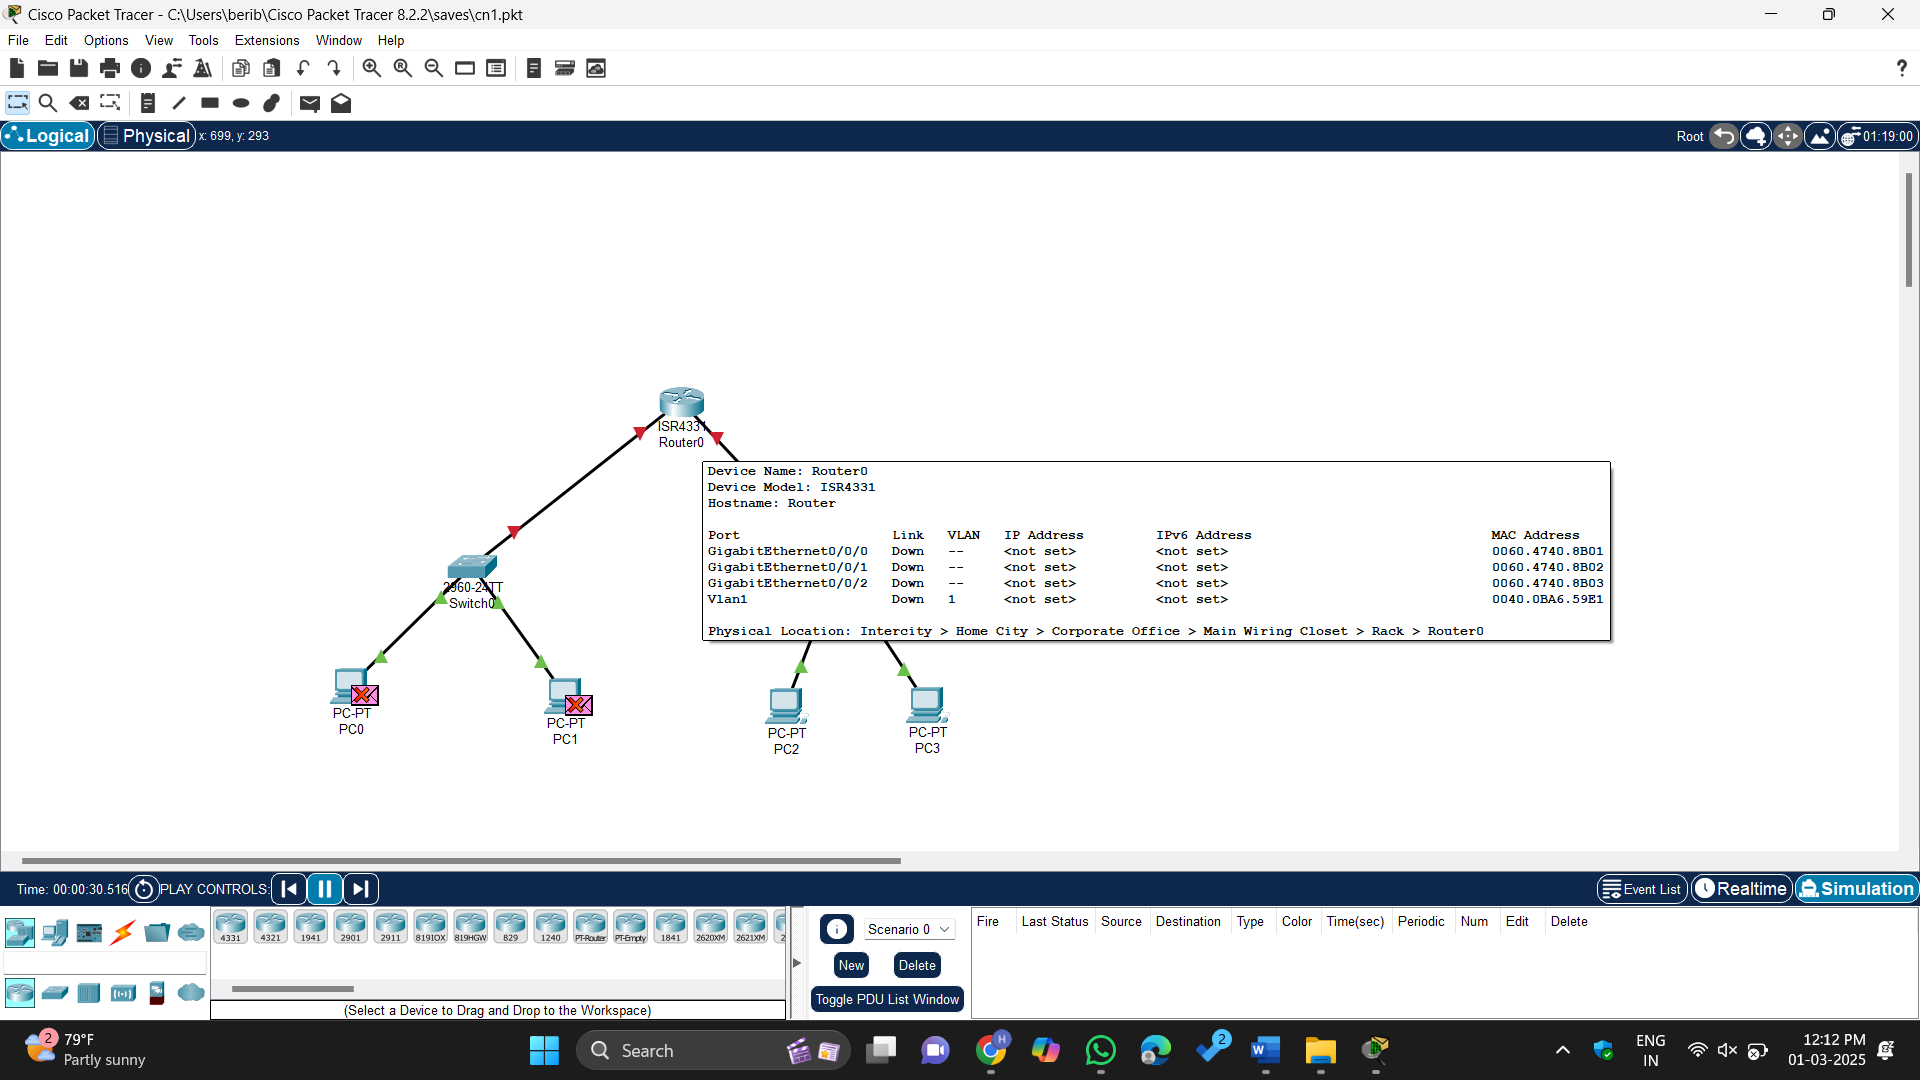 Cisco Packet Tracer - C:\Users\berib\Cisco Packet Tracer 8.2.2\saves\cn1.pkt
File Edit Options View Tools Extensions Window Help
?
Logical Physical x: 699, y: 293 Root 01:19:00
ISR4331
Router0
Device Name: Router0
Device Model: ISR4331
Hostname: Router
Port Link VLAN IP Address IPv6 Address MAC Address
GigabitEthernet0/0/0 Down -- <not set> <not set> 0060.4740.8B01
GigabitEthernet0/0/1 Down -- <not set> <not set> 0060.4740.8B02
GigabitEthernet0/0/2 Down -- <not set> <not set> 0060.4740.8B03
Vlan1 Down 1 <not set> <not set> 0040.0BA6.59E1
Physical Location: Intercity > Home City > Corporate Office > Main Wiring Closet > Rack > Router0
2960-24TT
Switch0
PC-PT
PC0
PC-PT
PC1
PC-PT
PC2
PC-PT
PC3
Time: 00:00:30.516 PLAY CONTROLS: Event List Realtime Simulation
4331 4321 1941 2901 2911 819IOX 819HGW 829 1240 PT-Router PT-Empty 1841 2620XM 2621XM 2
(Select a Device to Drag and Drop to the Workspace)
Scenario 0
New Delete
Toggle PDU List Window
Fire Last Status Source Destination Type Color Time(sec) Periodic Num Edit Delete
2 79°F
Partly sunny
Search
H
2
W
ENG
IN
12:12 PM
01-03-2025